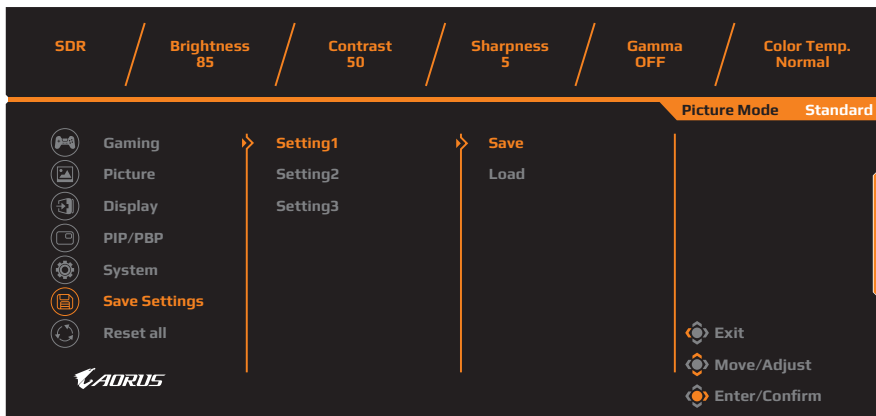 SDR
Brightness
85
Contrast
50
Sharpness
5
Gamma
OFF
Color Temp.
Normal
Picture Mode Standard
Gaming
Picture
Display
PIP/PBP
System
Save Settings
Reset all
Setting1
Setting2
Setting3
Save
Load
Exit
Move/Adjust
Enter/Confirm
AORUS